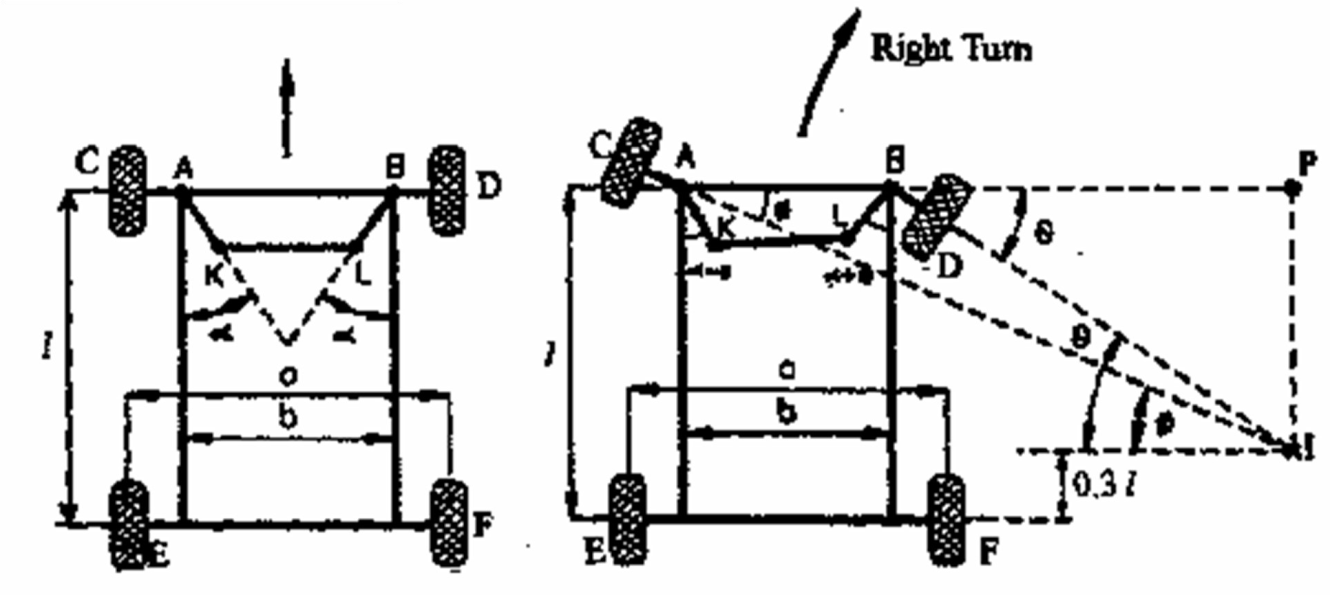 Right Turn
C
A
B
D
K
L
α
α
a
b
E
F
C
A
B
P
ϕ
K
L
θ
D
l
θ
a
b
ϕ
I
0.3 l
E
F